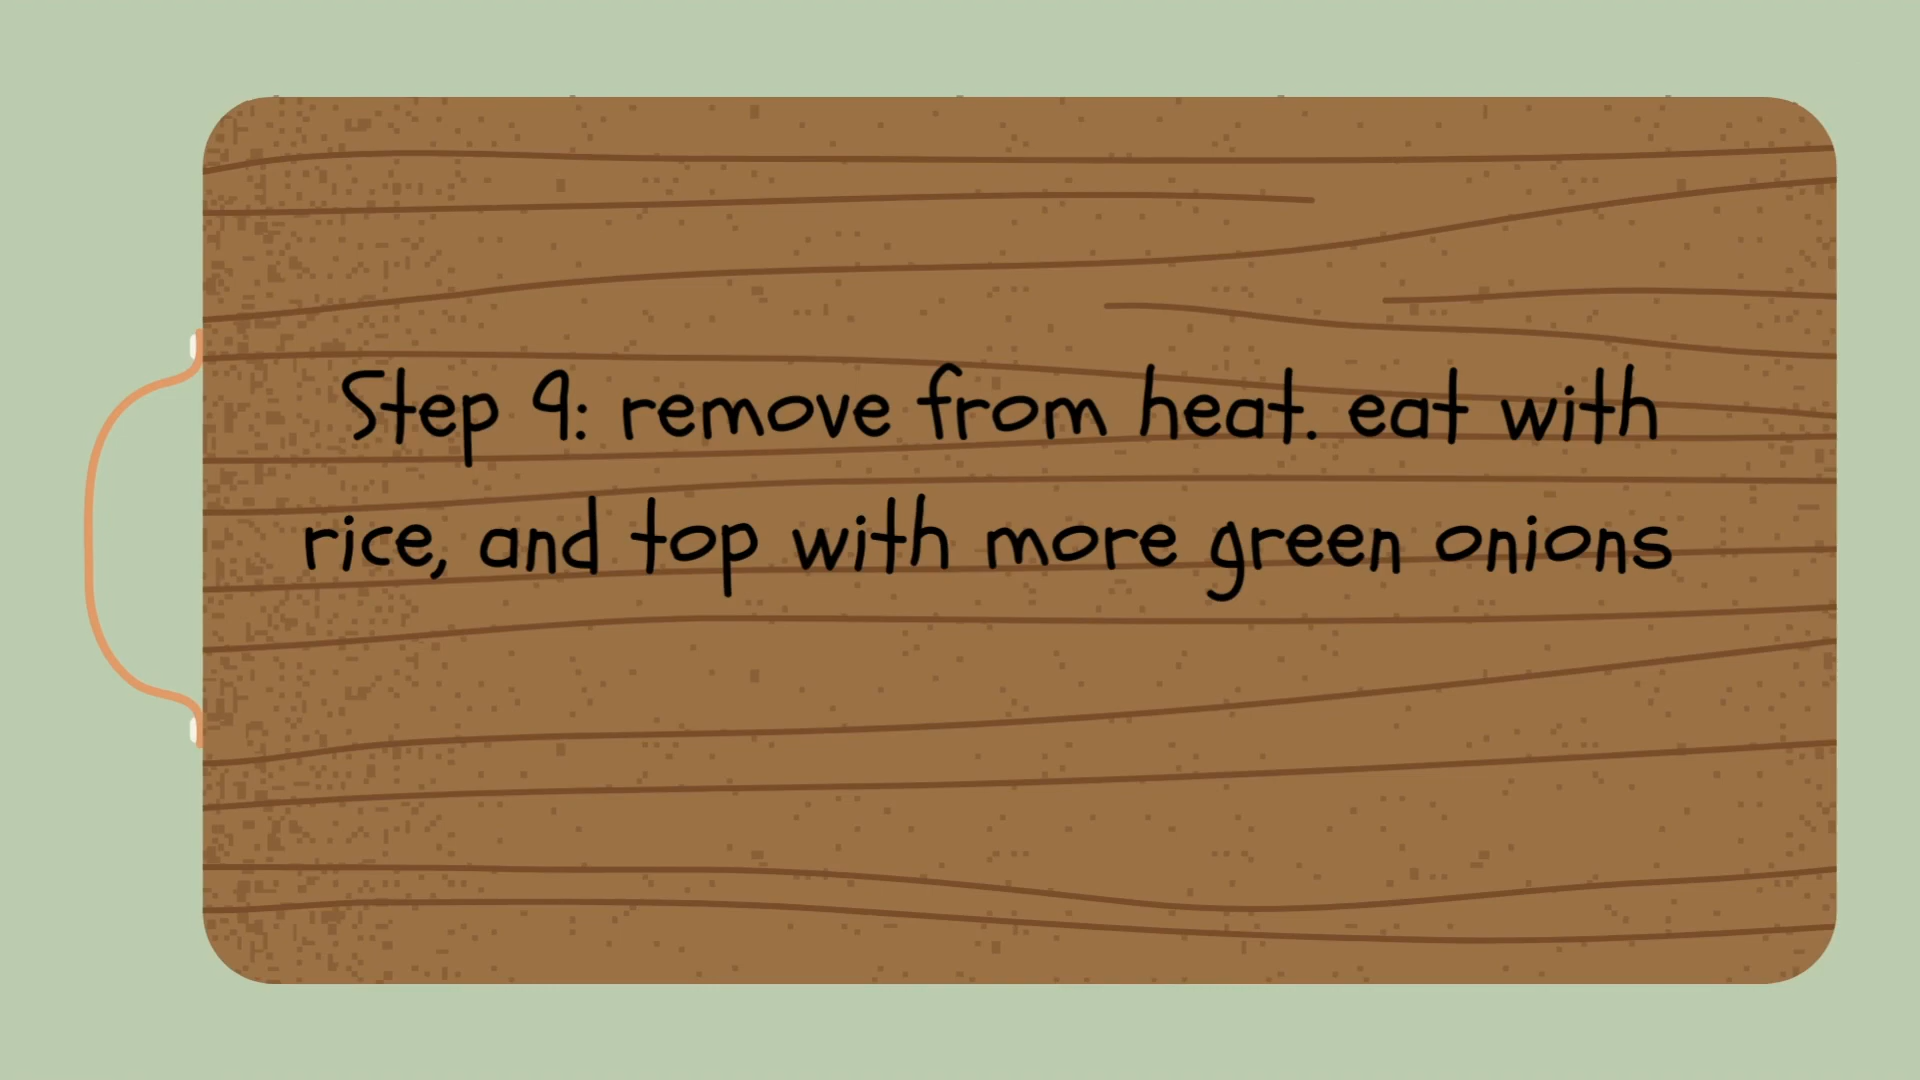 Step 9: remove from heat. eat with
rice, and top with more green onions